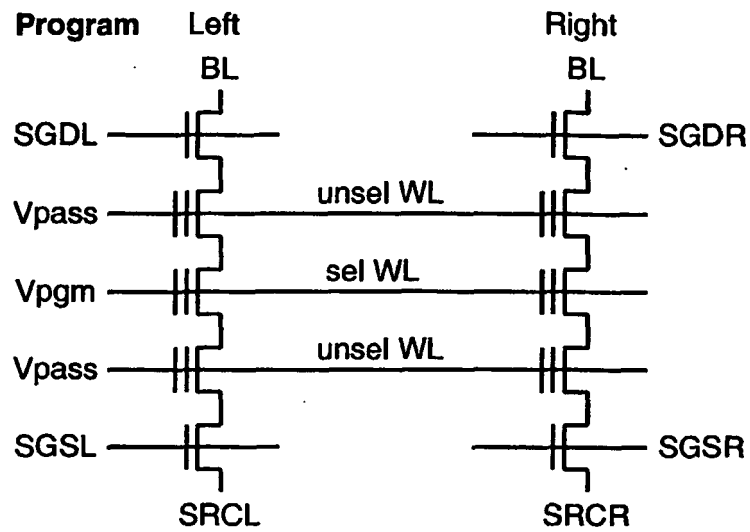 Program Left Right
BL BL
SGDL SGDR
unsel WL
Vpass
sel WL
Vpgm
unsel WL
Vpass
SGSL SGSR
SRCL SRCR